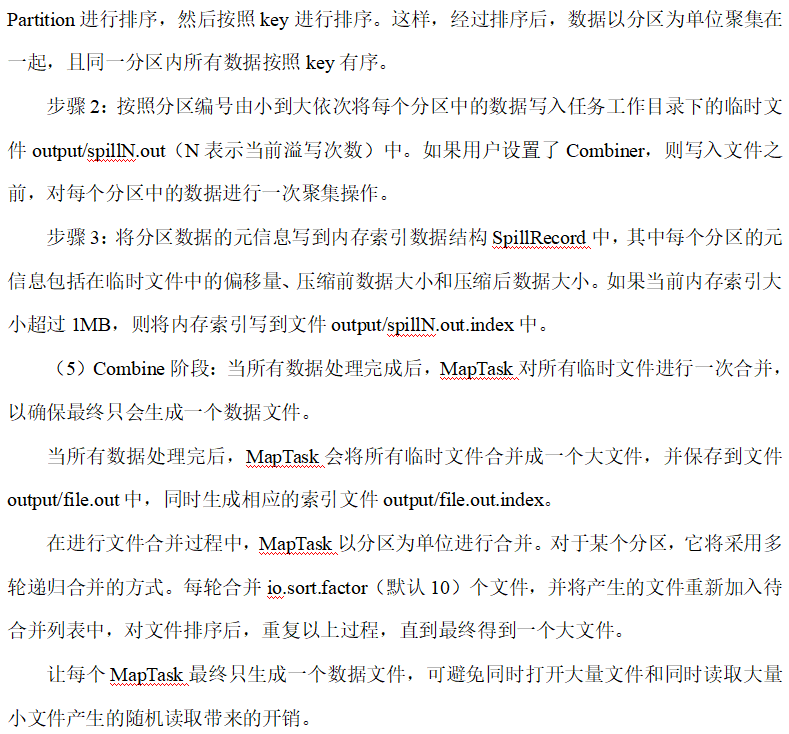 Partition 进行排序，然后按照 key 进行排序。这样，经过排序后，数据以分区为单位聚集在
一起，且同一分区内所有数据按照 key 有序。
步骤 2：按照分区编号由小到大依次将每个分区中的数据写入任务工作目录下的临时文
件 output/spillN.out（N 表示当前溢写次数）中。如果用户设置了 Combiner，则写入文件之
前，对每个分区中的数据进行一次聚集操作。
步骤 3：将分区数据的元信息写到内存索引数据结构 SpillRecord 中，其中每个分区的元
信息包括在临时文件中的偏移量、压缩前数据大小和压缩后数据大小。如果当前内存索引大
小超过 1MB，则将内存索引写到文件 output/spillN.out.index 中。
（5）Combine 阶段：当所有数据处理完成后，MapTask 对所有临时文件进行一次合并，
以确保最终只会生成一个数据文件。
当所有数据处理完后，MapTask 会将所有临时文件合并成一个大文件，并保存到文件
output/file.out 中，同时生成相应的索引文件 output/file.out.index。
在进行文件合并过程中，MapTask 以分区为单位进行合并。对于某个分区，它将采用多
轮递归合并的方式。每轮合并 io.sort.factor（默认 10）个文件，并将产生的文件重新加入待
合并列表中，对文件排序后，重复以上过程，直到最终得到一个大文件。
让每个 MapTask 最终只生成一个数据文件，可避免同时打开大量文件和同时读取大量
小文件产生的随机读取带来的开销。